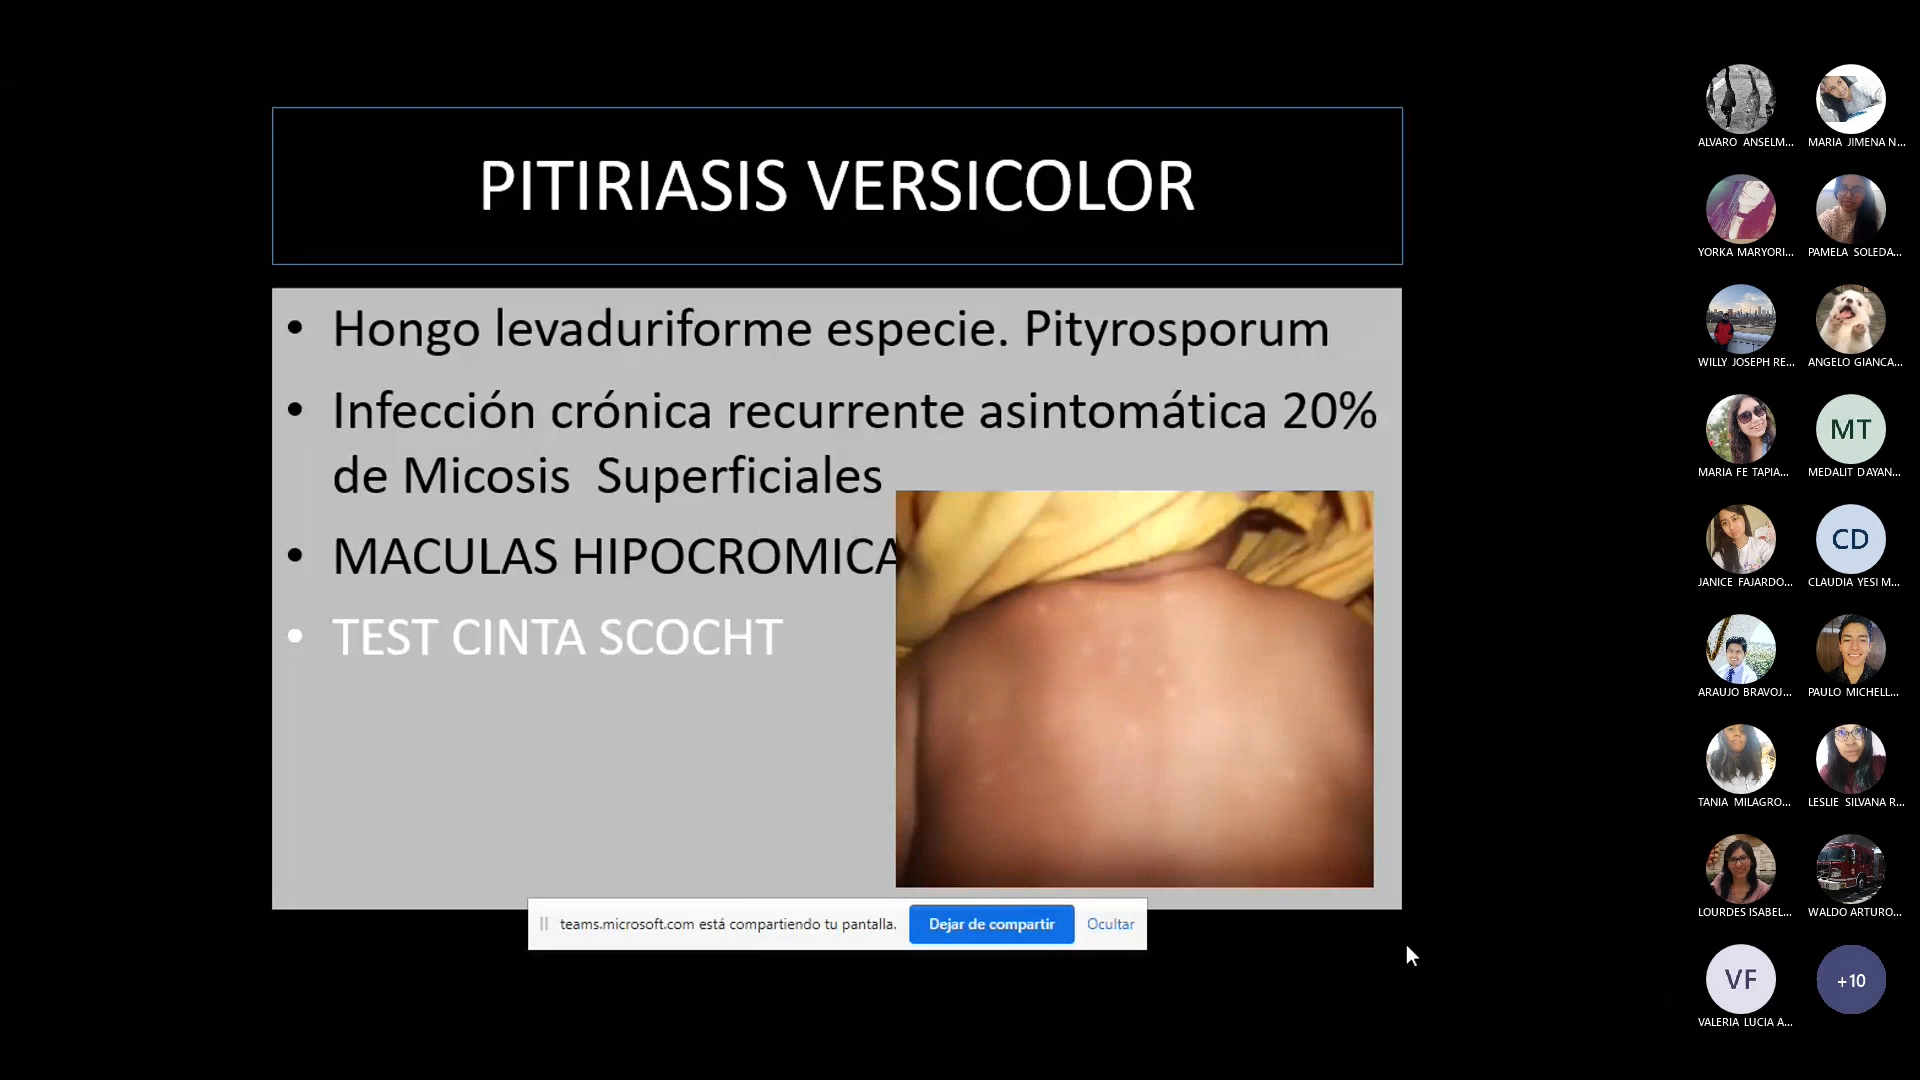 PITIRIASIS VERSICOLOR
• Hongo levaduriforme especie. Pityrosporum
• Infección crónica recurrente asintomática 20%
de Micosis Superficiales
• MACULAS HIPOCROMICA
• TEST CINTA SCOCHT
teams.microsoft.com está compartiendo tu pantalla.
Dejar de compartir
Ocultar
ALVARO ANSELM...
MARIA JIMENA N...
YORKA MARYORI...
PAMELA SOLEDA...
WILLY JOSEPH RE...
ANGELO GIANCA...
MARIA FE TAPIA...
MT
MEDALIT DAYAN...
JANICE FAJARDO...
CD
CLAUDIA YESI M...
ARAUJO BRAVOJ...
PAULO MICHELL...
TANIA MILAGRO...
LESLIE SILVANA R...
LOURDES ISABEL...
WALDO ARTURO...
VF
VALERIA LUCIA A...
+10